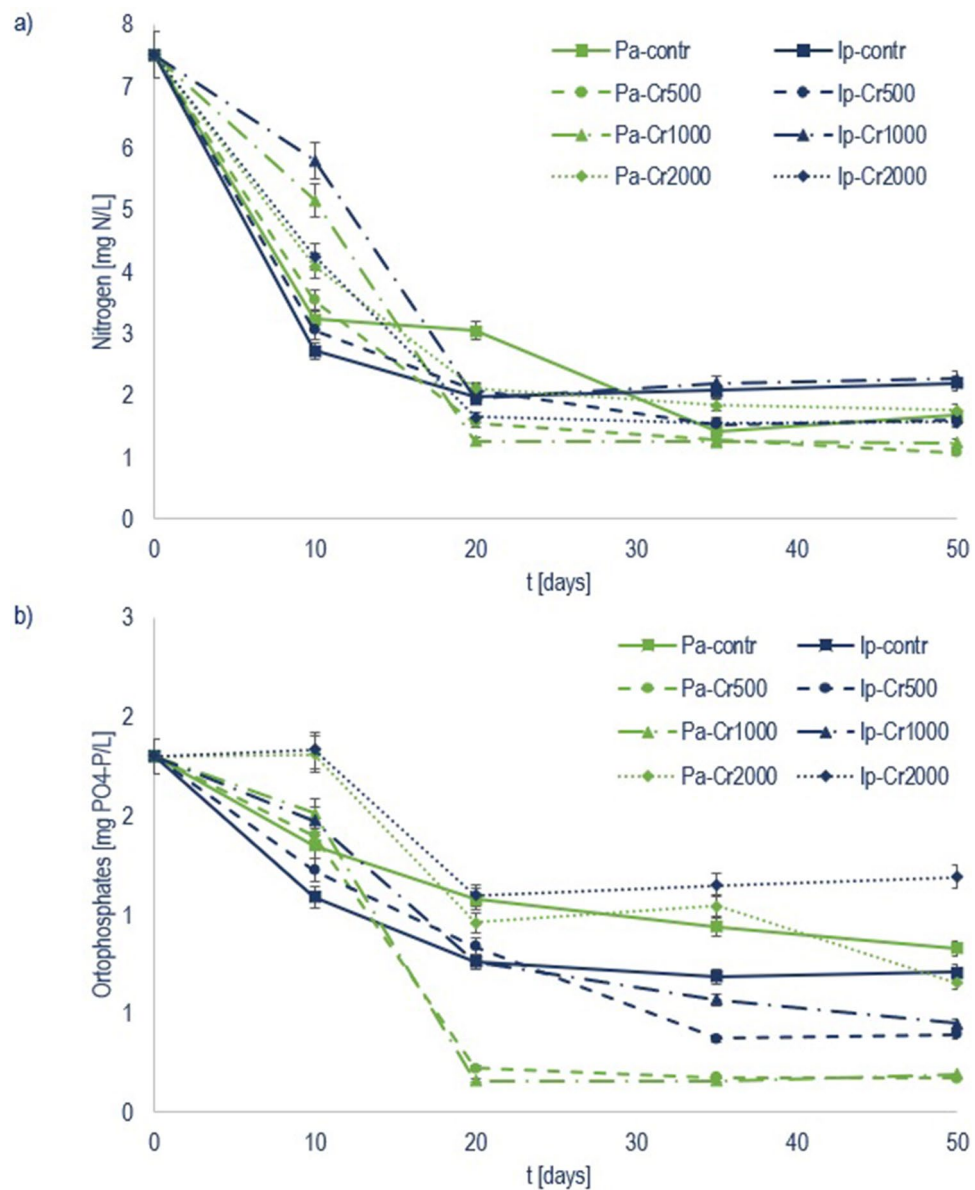 a)
Nitrogen [mg N/L]
8
7
6
5
4
3
2
1
0
Pa-contr Ip-contr
Pa-Cr500 Ip-Cr500
Pa-Cr1000 Ip-Cr1000
Pa-Cr2000 Ip-Cr2000
0 10 20 30 40 50
t [days]
b)
Ortophosphates [mg PO4-P/L]
3
2
2
1
1
0
Pa-contr Ip-contr
Pa-Cr500 Ip-Cr500
Pa-Cr1000 Ip-Cr1000
Pa-Cr2000 Ip-Cr2000
0 10 20 30 40 50
t [days]